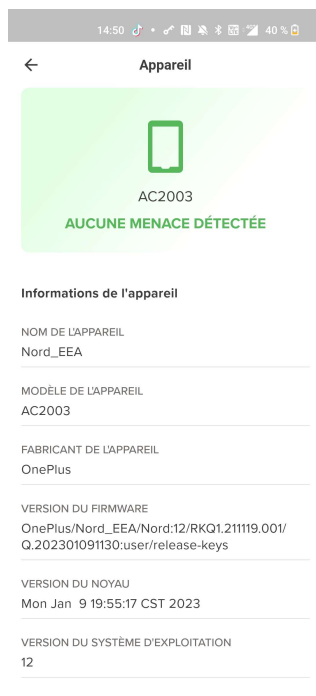 14:50 40 %
Appareil
AC2003
AUCUNE MENACE DÉTECTÉE
Informations de l'appareil
NOM DE L'APPAREIL
Nord_EEA
MODÈLE DE L'APPAREIL
AC2003
FABRICANT DE L'APPAREIL
OnePlus
VERSION DU FIRMWARE
OnePlus/Nord_EEA/Nord:12/RKQ1.211119.001/
Q.202301091130:user/release-keys
VERSION DU NOYAU
Mon Jan  9 19:55:17 CST 2023
VERSION DU SYSTÈME D'EXPLOITATION
12